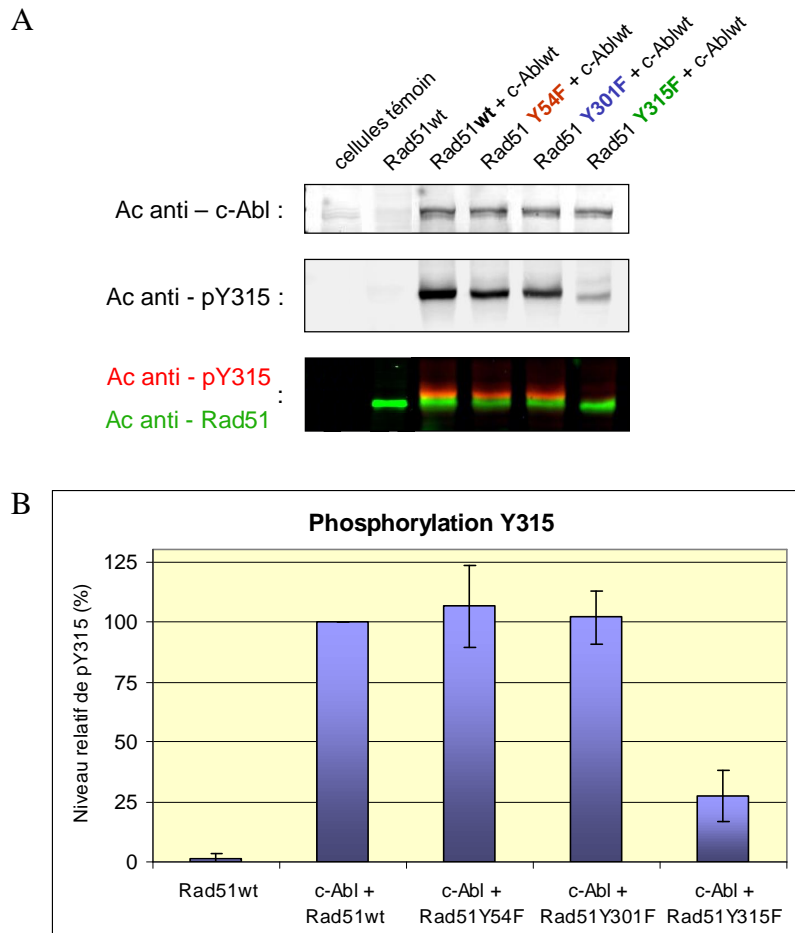 A
cellules témoin
Rad51wt
Rad51wt + c-Ablwt
Rad51 Y54F + c-Ablwt
Rad51 Y301F + c-Ablwt
Rad51 Y315F + c-Ablwt
Ac anti – c-Abl :
Ac anti - pY315 :
Ac anti - pY315
:
Ac anti - Rad51
B
Phosphorylation Y315
Niveau relatif de pY315 (%)
125
100
75
50
25
0
Rad51wt
c-Abl +
Rad51wt
c-Abl +
Rad51Y54F
c-Abl +
Rad51Y301F
c-Abl +
Rad51Y315F